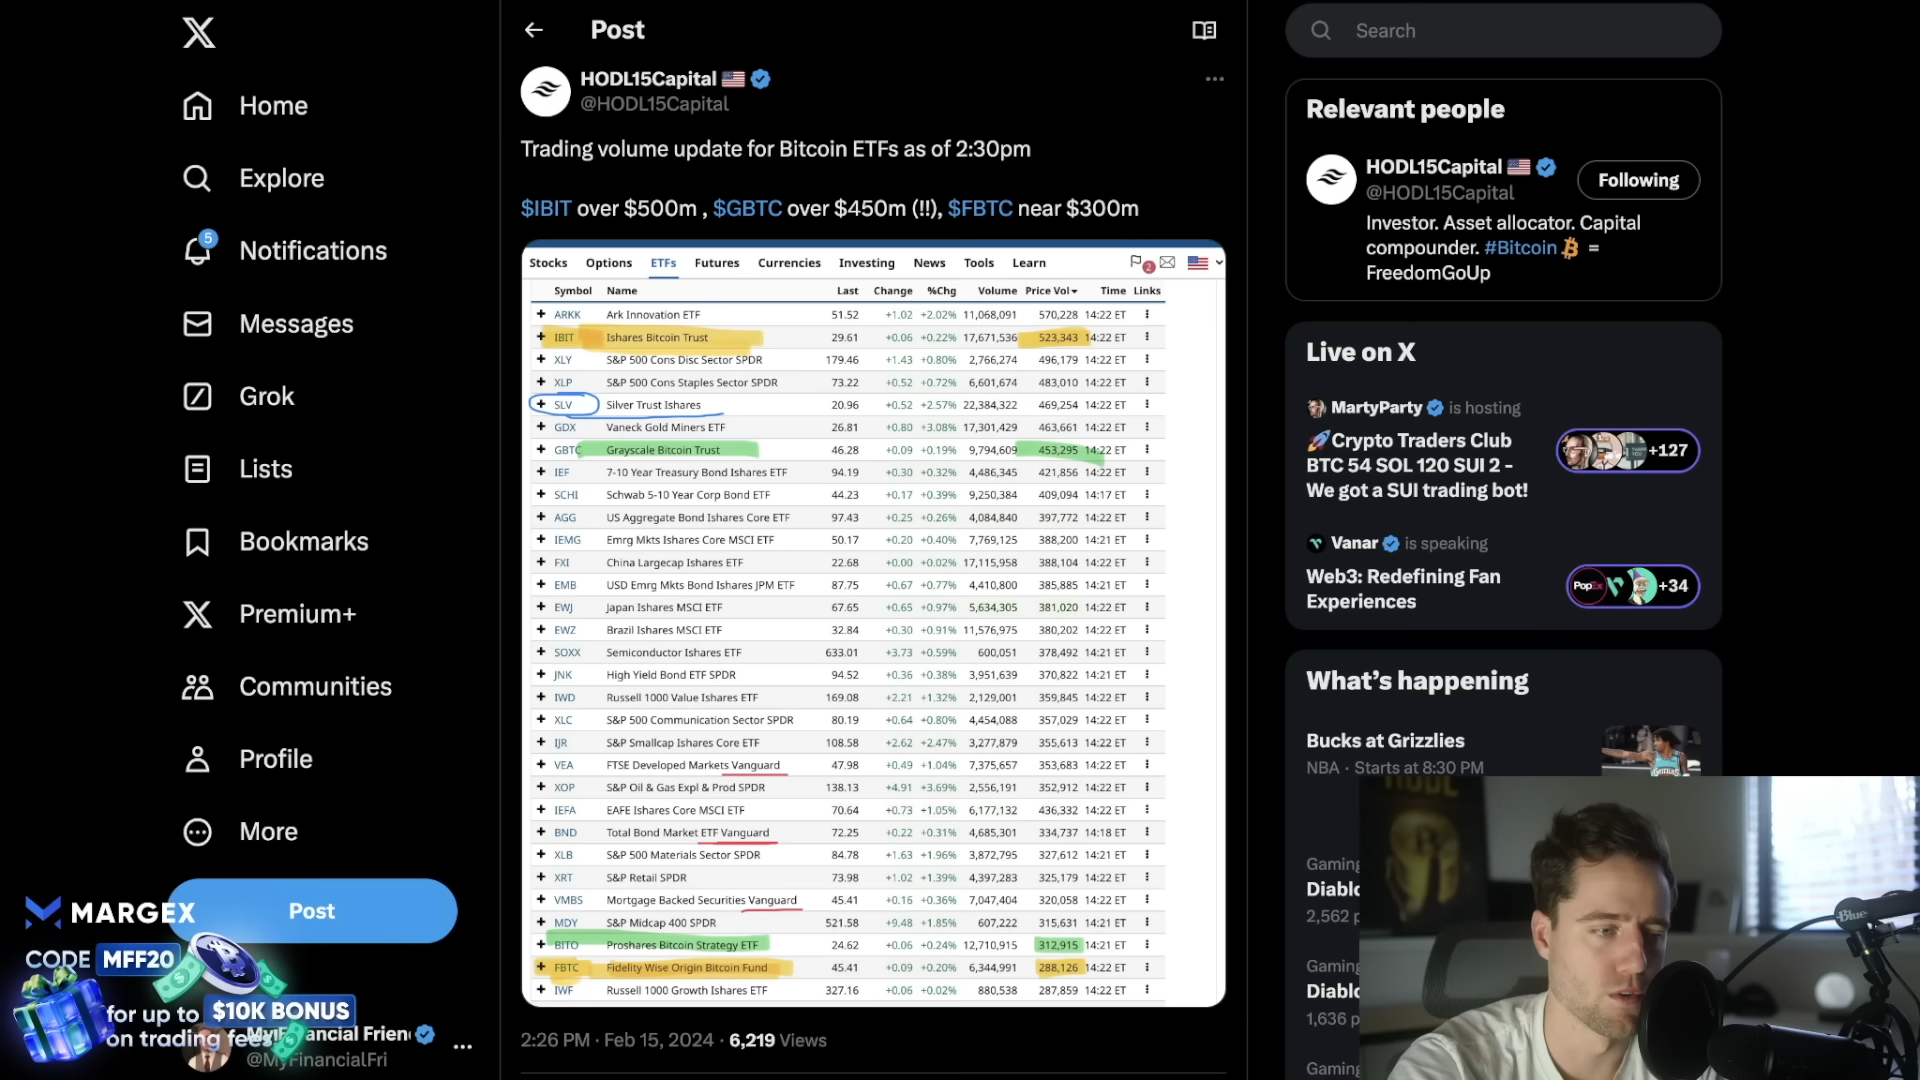 Home
Explore
5
Notifications
Messages
Grok
Lists
Bookmarks
Premium+
Communities
Profile
More
Post
MARGEX
CODE MFF20
for up to $10K BONUS
on trading fees
My Financial Frien
@MyFinancialFri
Post
HODL15Capital
@HODL15Capital
Trading volume update for Bitcoin ETFs as of 2:30pm
$IBIT over $500m , $GBTC over $450m (!!), $FBTC near $300m
Stocks Options ETFs Futures Currencies Investing News Tools Learn 2
Symbol Name Last Change %Chg Volume Price Vol Time Links
ARKK Ark Innovation ETF 51.52 +1.02 +2.02% 11,068,091 570,228 14:22 ET
IBIT Ishares Bitcoin Trust 29.61 +0.06 +0.22% 17,671,536 523,343 14:22 ET
XLY S&P 500 Cons Disc Sector SPDR 179.46 +1.43 +0.80% 2,766,274 496,179 14:22 ET
XLP S&P 500 Cons Staples Sector SPDR 73.22 +0.52 +0.72% 6,601,674 483,010 14:22 ET
SLV Silver Trust Ishares 20.96 +0.52 +2.57% 22,384,322 469,254 14:22 ET
GDX Vaneck Gold Miners ETF 26.81 +0.80 +3.08% 17,301,429 463,661 14:22 ET
GBTC Grayscale Bitcoin Trust 46.28 +0.09 +0.19% 9,794,609 453,295 14:22 ET
IEF 7-10 Year Treasury Bond Ishares ETF 94.19 +0.30 +0.32% 4,486,345 421,856 14:22 ET
SCHI Schwab 5-10 Year Corp Bond ETF 44.23 +0.17 +0.39% 9,250,384 409,094 14:17 ET
AGG US Aggregate Bond Ishares Core ETF 97.43 +0.25 +0.26% 4,084,840 397,772 14:22 ET
IEMG Emrg Mkts Ishares Core MSCI ETF 50.17 +0.20 +0.40% 7,769,125 388,200 14:21 ET
FXI China Largecap Ishares ETF 22.68 +0.00 +0.02% 17,115,958 388,104 14:22 ET
EMB USD Emrg Mkts Bond Ishares JPM ETF 87.75 +0.67 +0.77% 4,410,800 385,885 14:21 ET
EWJ Japan Ishares MSCI ETF 67.65 +0.65 +0.97% 5,634,305 381,020 14:22 ET
EWZ Brazil Ishares MSCI ETF 32.84 +0.30 +0.91% 11,576,975 380,202 14:22 ET
SOXX Semiconductor Ishares ETF 633.01 +3.73 +0.59% 600,051 378,492 14:21 ET
JNK High Yield Bond ETF SPDR 94.52 +0.36 +0.38% 3,951,639 370,822 14:21 ET
IWD Russell 1000 Value Ishares ETF 169.08 +2.21 +1.32% 2,129,001 359,845 14:22 ET
XLC S&P 500 Communication Sector SPDR 80.19 +0.64 +0.80% 4,454,088 357,029 14:22 ET
IJR S&P Smallcap Ishares Core ETF 108.58 +2.62 +2.47% 3,277,879 355,613 14:22 ET
VEA FTSE Developed Markets Vanguard 47.98 +0.49 +1.04% 7,375,657 353,683 14:22 ET
XOP S&P Oil & Gas Expl & Prod SPDR 138.13 +4.91 +3.69% 2,556,191 352,912 14:22 ET
IEFA EAFE Ishares Core MSCI ETF 70.64 +0.73 +1.05% 6,177,132 436,332 14:22 ET
BND Total Bond Market ETF Vanguard 72.25 +0.22 +0.31% 4,685,301 334,737 14:18 ET
XLB S&P 500 Materials Sector SPDR 84.78 +1.63 +1.96% 3,872,795 327,612 14:21 ET
XRT S&P Retail SPDR 73.98 +1.02 +1.39% 4,397,283 325,179 14:22 ET
VMBS Mortgage Backed Securities Vanguard 45.41 +0.16 +0.36% 7,047,404 320,058 14:22 ET
MDY S&P Midcap 400 SPDR 521.58 +9.48 +1.85% 607,222 315,631 14:21 ET
BITO Proshares Bitcoin Strategy ETF 24.62 +0.06 +0.24% 12,710,915 312,915 14:21 ET
FBTC Fidelity Wise Origin Bitcoin Fund 45.41 +0.09 +0.20% 6,344,991 288,126 14:22 ET
IWF Russell 1000 Growth Ishares ETF 327.16 +0.06 +0.02% 880,538 287,859 14:22 ET
2:26 PM · Feb 15, 2024 · 6,219 Views
Search
Relevant people
HODL15Capital
@HODL15Capital
Following
Investor. Asset allocator. Capital
compounder. #Bitcoin =
FreedomGoUp
Live on X
MartyParty is hosting
Crypto Traders Club
BTC 54 SOL 120 SUI 2 -
We got a SUI trading bot!
+127
Vanar is speaking
Web3: Redefining Fan
Experiences
PopEx
+34
What's happening
Bucks at Grizzlies
NBA · Starts at 8:30 PM
Gaming
Diablo
2,562 p
Gaming
Diablo
1,636 p
Gaming
HODL
Blue